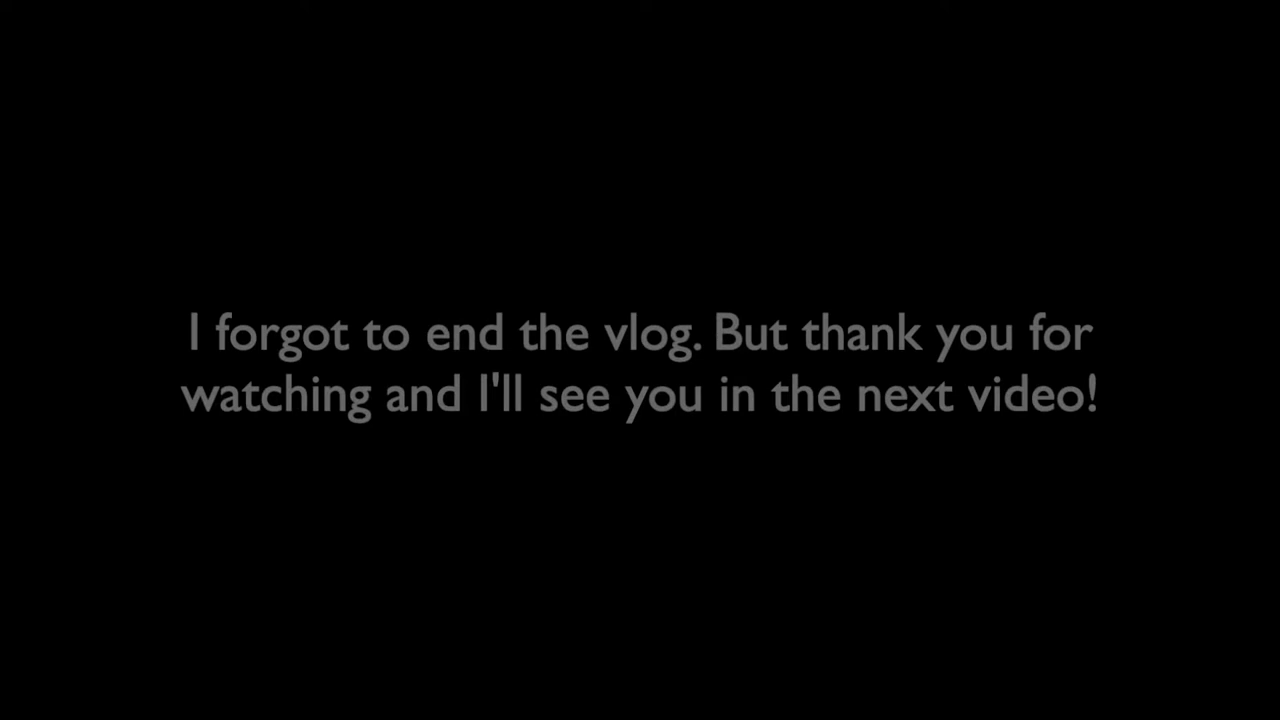 I forgot to end the vlog. But thank you for
watching and I'll see you in the next video!